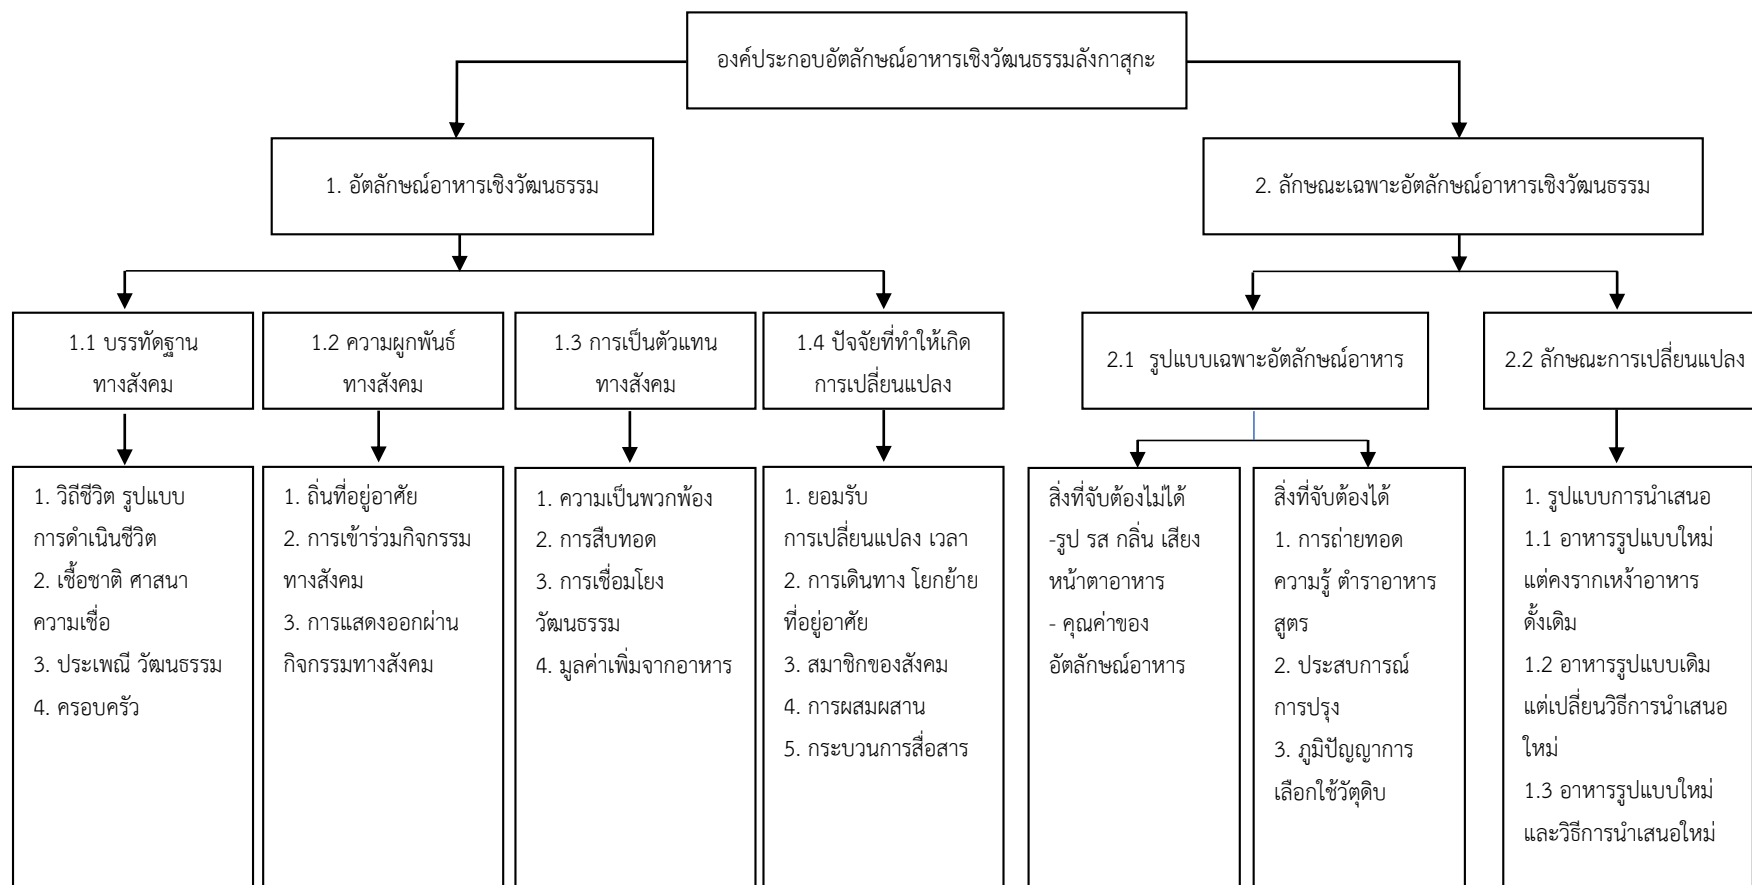 องค์ประกอบอัตลักษณ์อาหารเชิงวัฒนธรรมลังกาสุกะ
1. อัตลักษณ์อาหารเชิงวัฒนธรรม
2. ลักษณะเฉพาะอัตลักษณ์อาหารเชิงวัฒนธรรม
1.1 บรรทัดฐาน
ทางสังคม
1.2 ความผูกพันธ์
ทางสังคม
1.3 การเป็นตัวแทน
ทางสังคม
1.4 ปัจจัยที่ทำให้เกิด
การเปลี่ยนแปลง
2.1 รูปแบบเฉพาะอัตลักษณ์อาหาร
2.2 ลักษณะการเปลี่ยนแปลง
1. วิถีชีวิต รูปแบบ
การดำเนินชีวิต
2. เชื้อชาติ ศาสนา
ความเชื่อ
3. ประเพณี วัฒนธรรม
4. ครอบครัว
1. ถิ่นที่อยู่อาศัย
2. การเข้าร่วมกิจกรรม
ทางสังคม
3. การแสดงออกผ่าน
กิจกรรมทางสังคม
1. ความเป็นพวกพ้อง
2. การสืบทอด
3. การเชื่อมโยง
วัฒนธรรม
4. มูลค่าเพิ่มจากอาหาร
1. ยอมรับ
การเปลี่ยนแปลง เวลา
2. การเดินทาง โยกย้าย
ที่อยู่อาศัย
3. สมาชิกของสังคม
4. การผสมผสาน
5. กระบวนการสื่อสาร
สิ่งที่จับต้องไม่ได้
-รูป รส กลิ่น เสียง
หน้าตาอาหาร
- คุณค่าของ
อัตลักษณ์อาหาร
สิ่งที่จับต้องได้
1. การถ่ายทอด
ความรู้ ตำราอาหาร
สูตร
2. ประสบการณ์
การปรุง
3. ภูมิปัญญาการ
เลือกใช้วัตุดิบ
1. รูปแบบการนำเสนอ
1.1 อาหารรูปแบบใหม่
แต่คงรากเหง้าอาหาร
ดั้งเดิม
1.2 อาหารรูปแบบเดิม
แต่เปลี่ยนวิธีการนำเสนอ
ใหม่
1.3 อาหารรูปแบบใหม่
และวิธีการนำเสนอใหม่